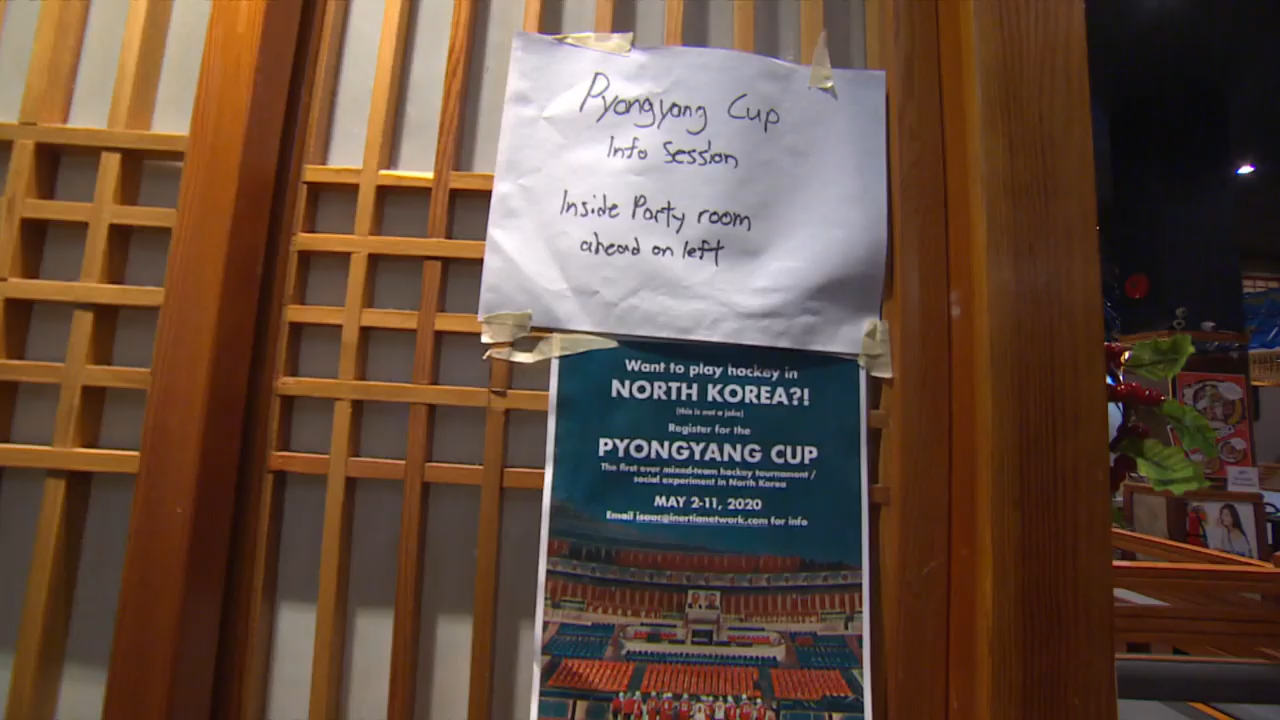 Pyongyang Cup
Info Session
Inside Party room
ahead on left
Want to play hockey in
NORTH KOREA?!
(this is not a joke)
Register for the
PYONGYANG CUP
The first ever mixed-team hockey tournament /
social experiment in North Korea
MAY 2-11, 2020
Email isaac@inertianetwork.com for info